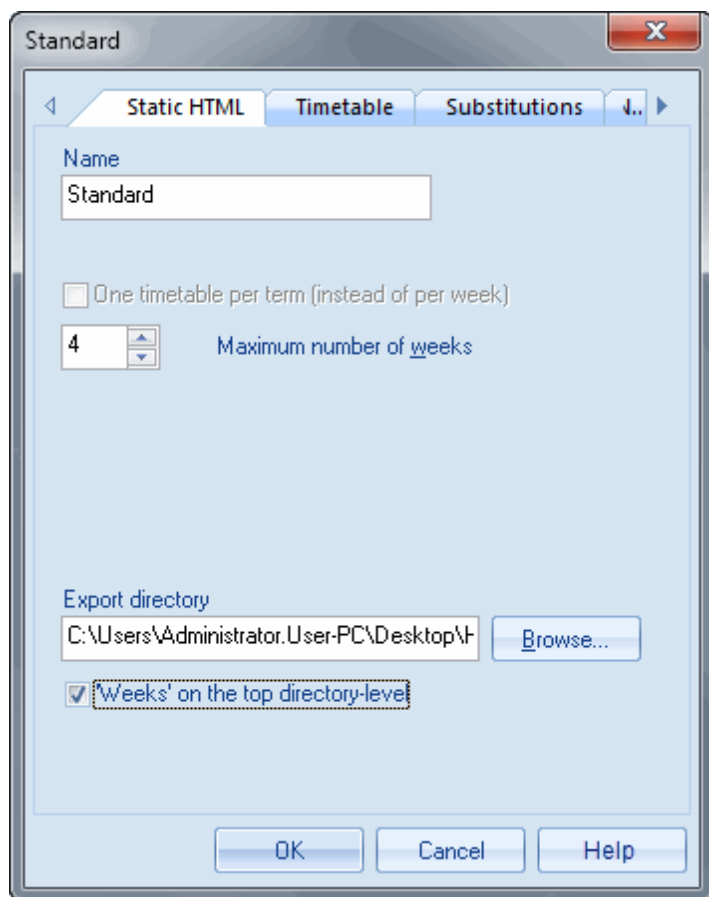 Standard
Static HTML Timetable Substitutions
Name
Standard
One timetable per term (instead of per week)
4 Maximum number of weeks
Export directory
C:\Users\Administrator.User-PC\Desktop\H Browse...
'Weeks' on the top directory-level
OK Cancel Help